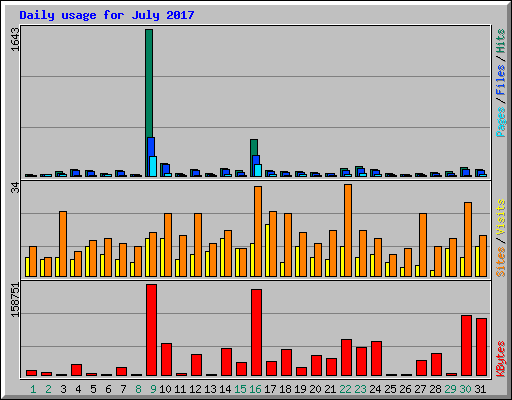 Daily usage for July 2017
1643
Pages / Files / Hits
34
Sites / Visits
158751
KBytes
1 2 3 4 5 6 7 8 9 10 11 12 13 14 15 16 17 18 19 20 21 22 23 24 25 26 27 28 29 30 31